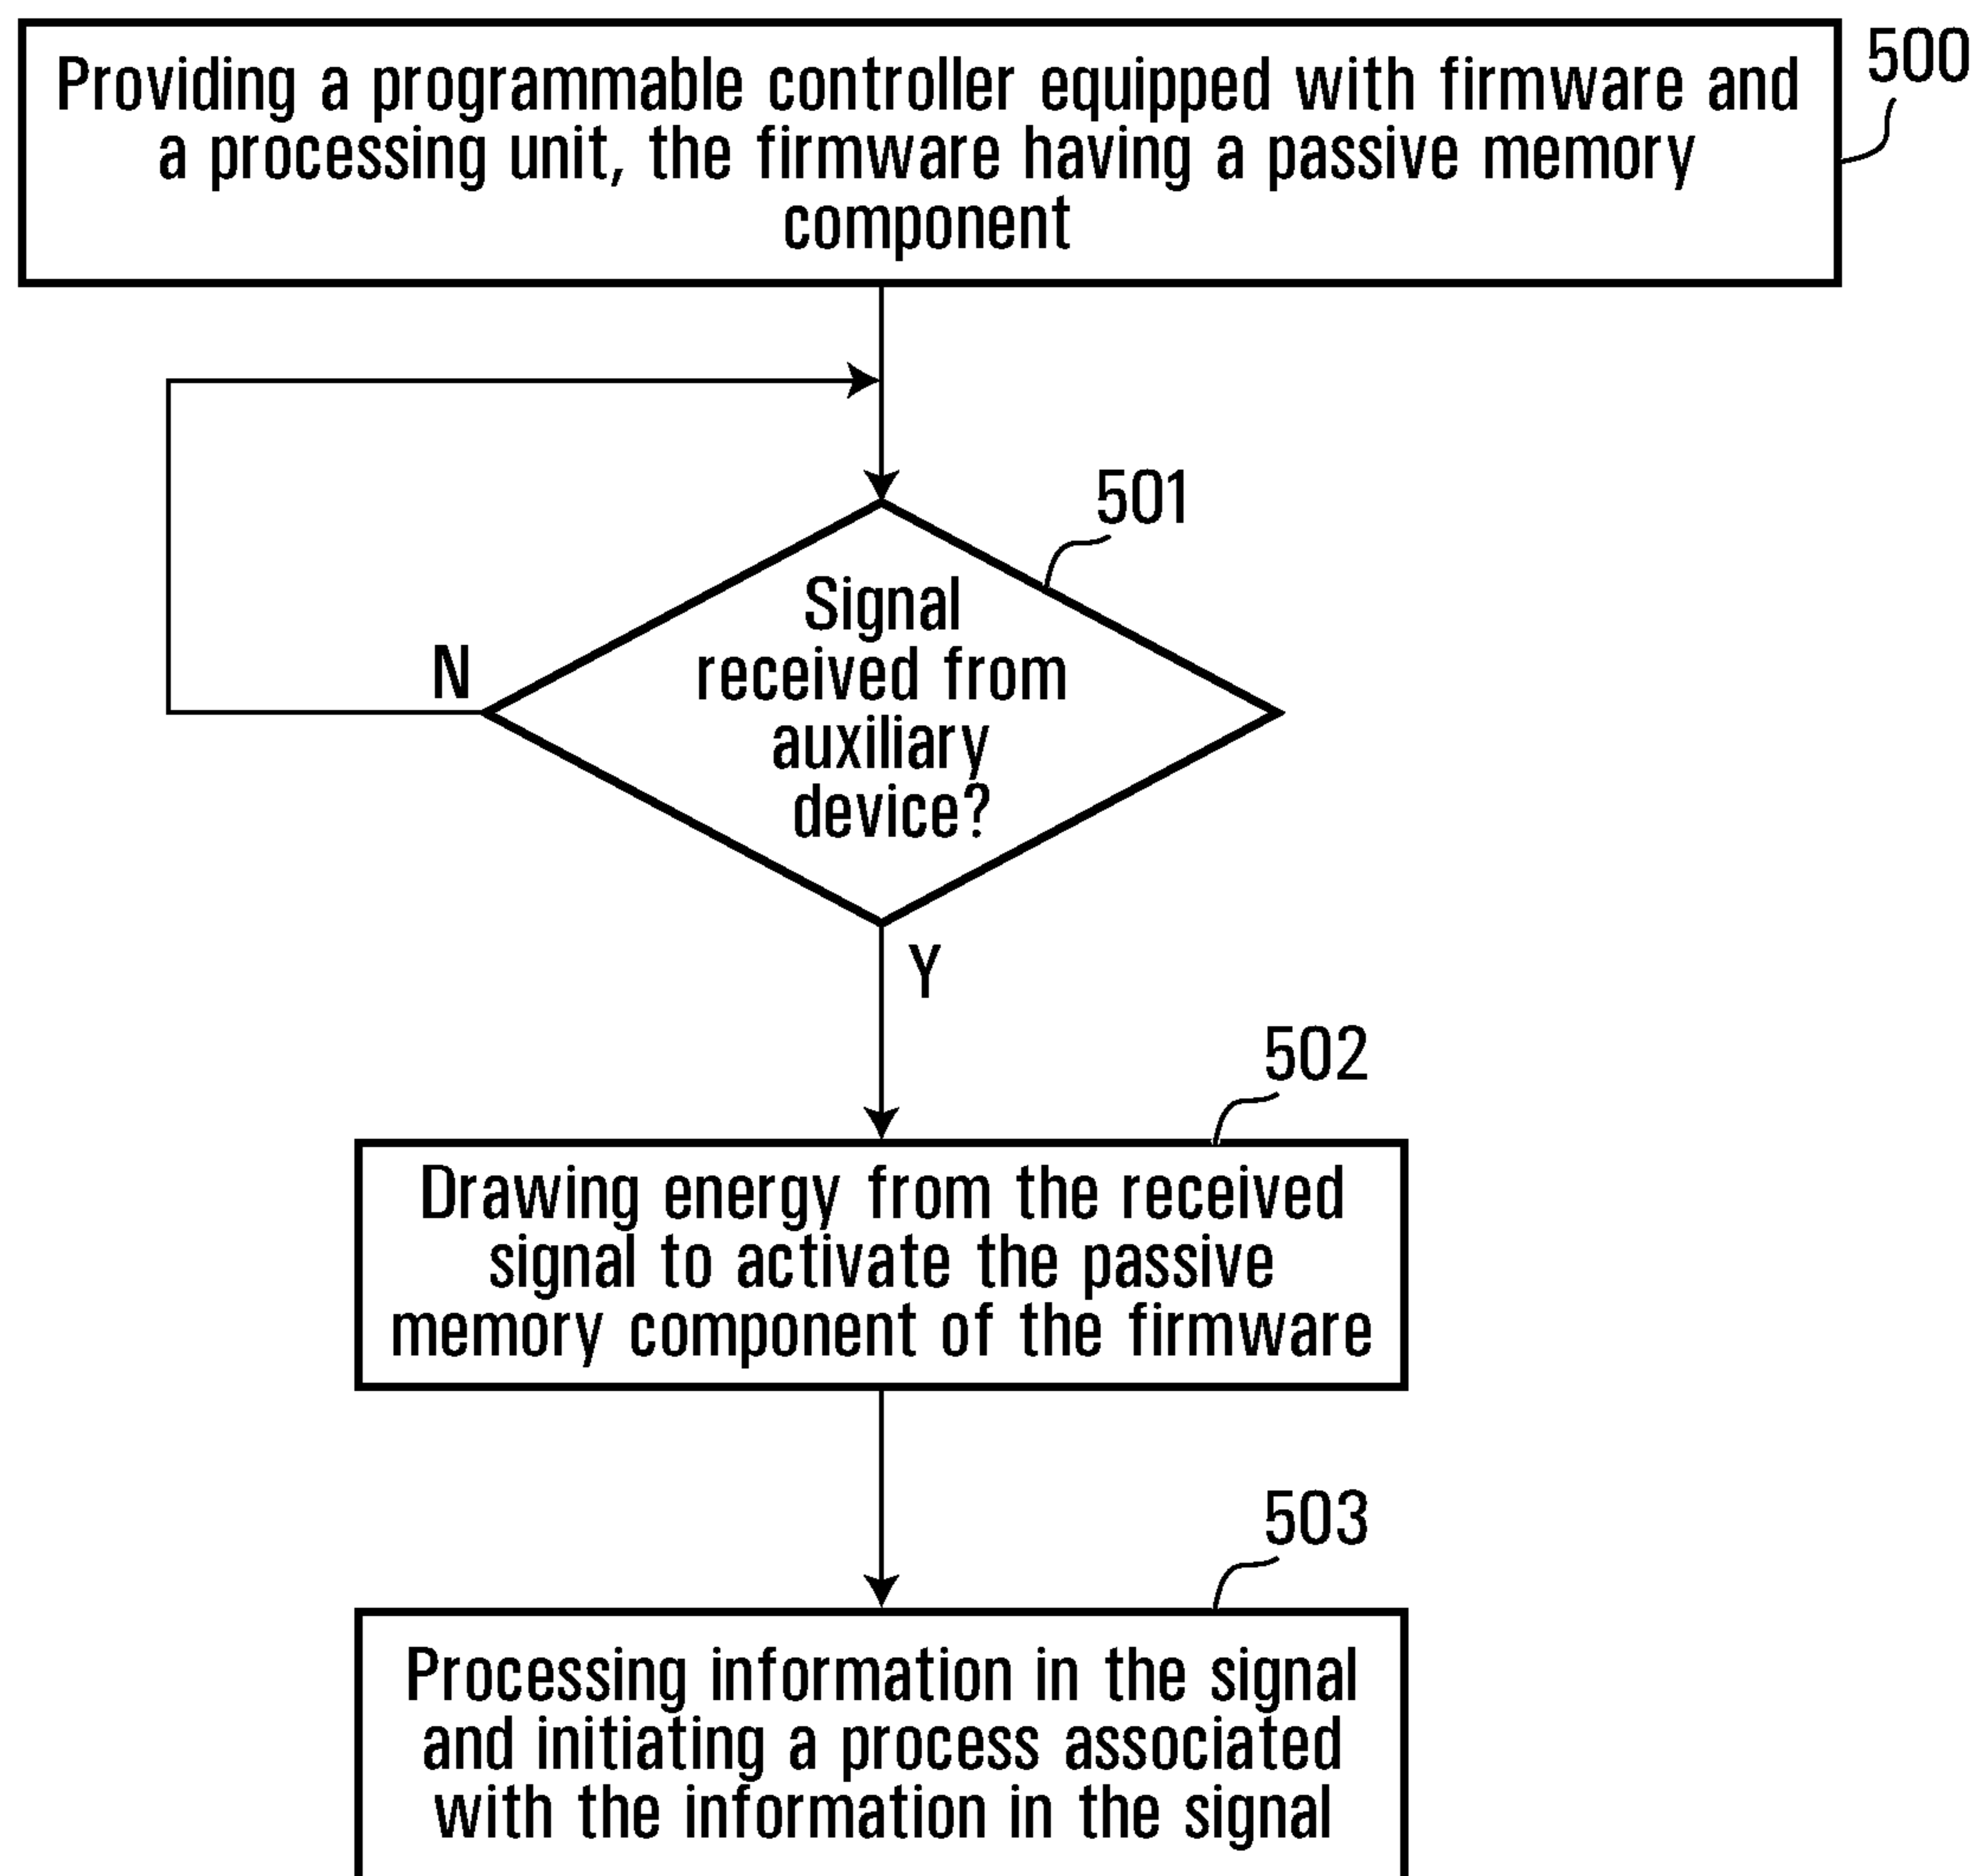 Providing a programmable controller equipped with firmware and
a processing unit, the firmware having a passive memory
component
500
501
Signal
received from
auxiliary
device?
N
Y
502
Drawing energy from the received
signal to activate the passive
memory component of the firmware
503
Processing information in the signal
and initiating a process associated
with the information in the signal